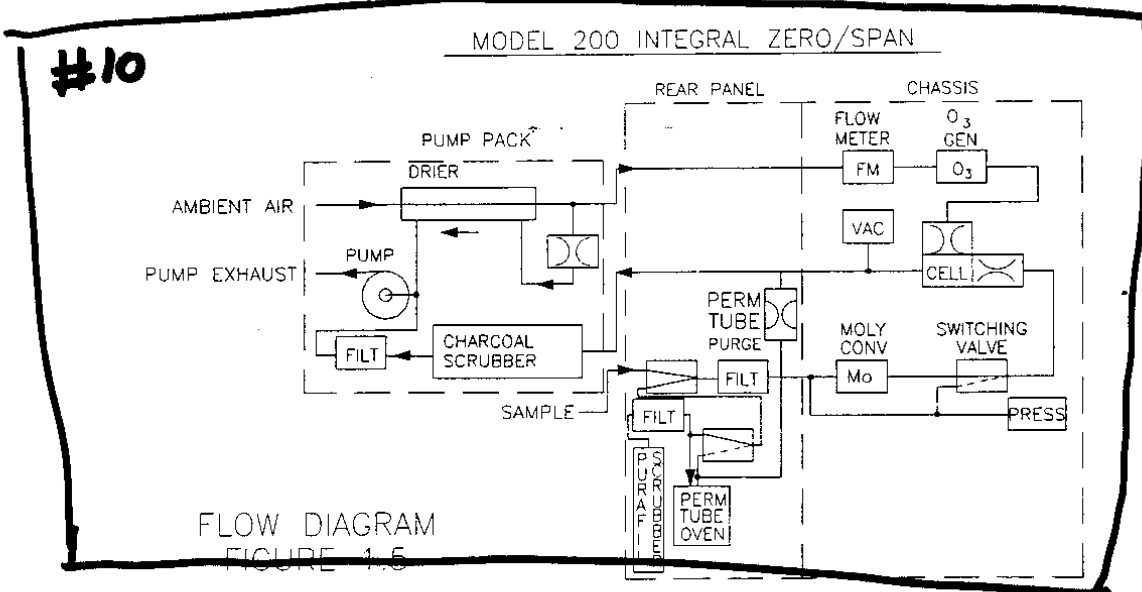 #10
MODEL 200 INTEGRAL ZERO/SPAN
REAR PANEL
CHASSIS
PUMP PACK
DRIER
AMBIENT AIR
PUMP EXHAUST
PUMP
FILT
CHARCOAL
SCRUBBER
SAMPLE
FLOW
METER
FM
O3
GEN
O3
VAC
CELL
PERM
TUBE
PURGE
FILT
MOLY
CONV
Mo
SWITCHING
VALVE
PRESS
FILT
PURAFIL
SCRUBBER
PERM
TUBE
OVEN
FLOW DIAGRAM
FIGURE 1.5